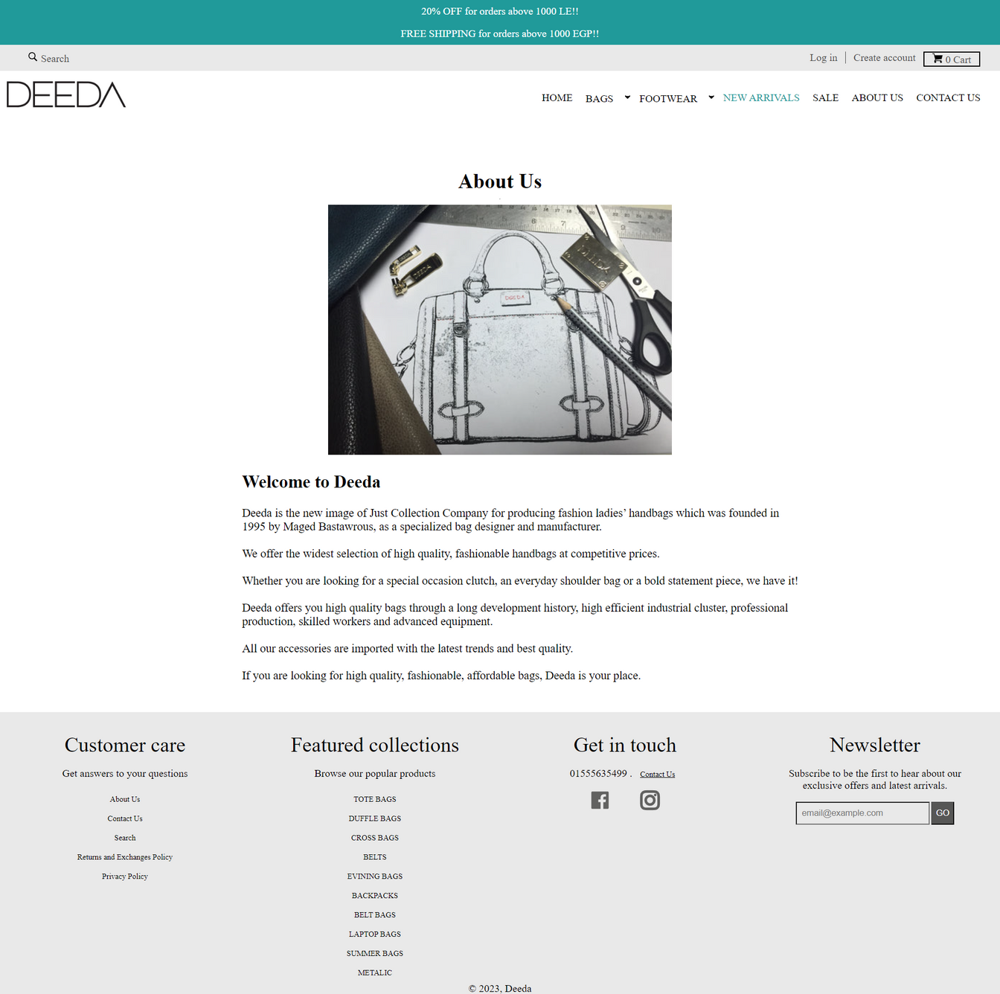 20% OFF for orders above 1000 LE!!
FREE SHIPPING for orders above 1000 EGP!!
Search
Log in
Create account
0 Cart
DEEDA
HOME
BAGS
FOOTWEAR
NEW ARRIVALS
SALE
ABOUT US
CONTACT US
About Us
DEEDA
DEEDA
DEEDA
Welcome to Deeda
Deeda is the new image of Just Collection Company for producing fashion ladies’ handbags which was founded in
1995 by Maged Bastawrous, as a specialized bag designer and manufacturer.
We offer the widest selection of high quality, fashionable handbags at competitive prices.
Whether you are looking for a special occasion clutch, an everyday shoulder bag or a bold statement piece, we have it!
Deeda offers you high quality bags through a long development history, high efficient industrial cluster, professional
production, skilled workers and advanced equipment.
All our accessories are imported with the latest trends and best quality.
If you are looking for high quality, fashionable, affordable bags, Deeda is your place.
Customer care
Get answers to your questions
About Us
Contact Us
Search
Returns and Exchanges Policy
Privacy Policy
Featured collections
Browse our popular products
TOTE BAGS
DUFFLE BAGS
CROSS BAGS
BELTS
EVINING BAGS
BACKPACKS
BELT BAGS
LAPTOP BAGS
SUMMER BAGS
METALIC
Get in touch
01555635499 . Contact Us
Newsletter
Subscribe to be the first to hear about our
exclusive offers and latest arrivals.
email@example.com
GO
© 2023, Deeda